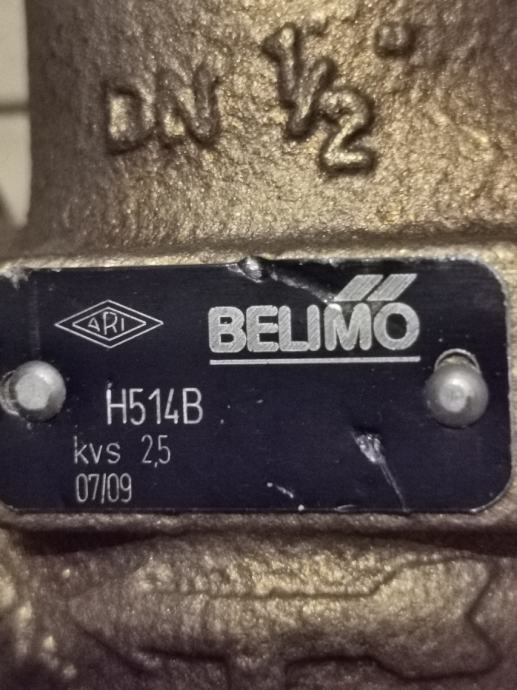 DN 1/2"
ARI
BELIMO
H514B
kvs 2,5
07/09